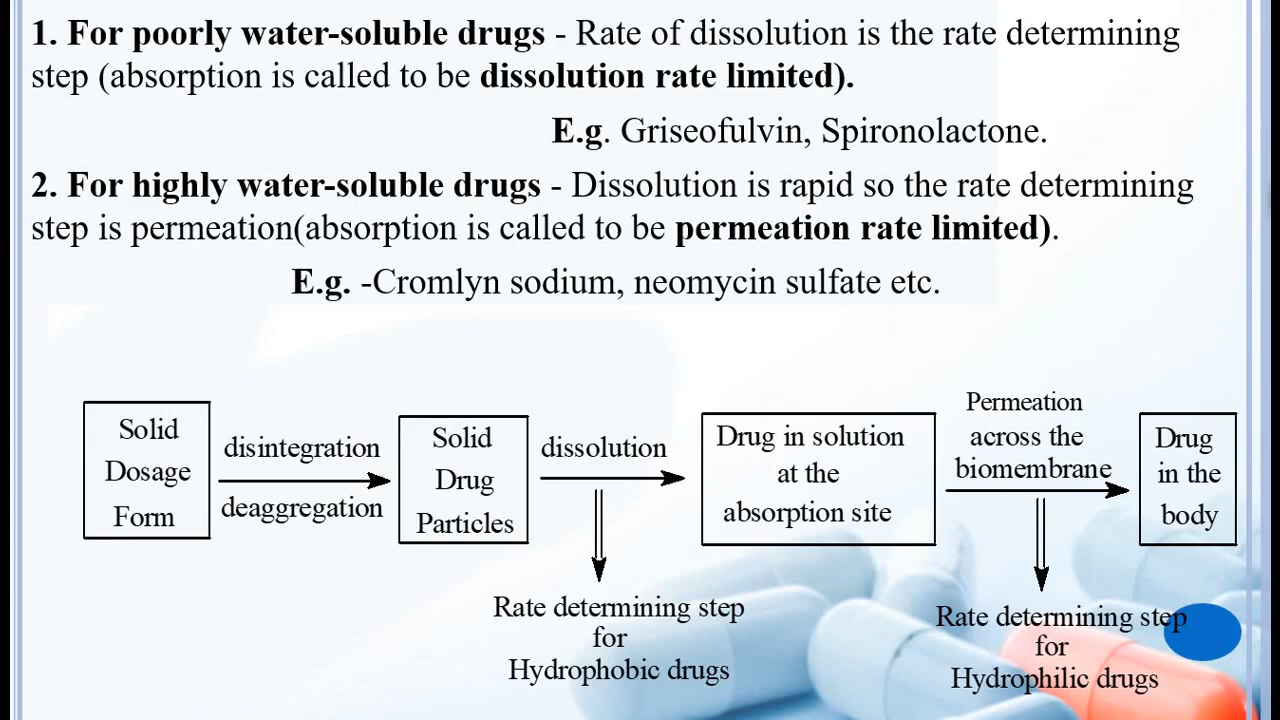 1. For poorly water-soluble drugs - Rate of dissolution is the rate determining
step (absorption is called to be dissolution rate limited).
E.g. Griseofulvin, Spironolactone.
2. For highly water-soluble drugs - Dissolution is rapid so the rate determining
step is permeation(absorption is called to be permeation rate limited).
E.g. -Cromlyn sodium, neomycin sulfate etc.
Solid
Dosage
Form
disintegration
deaggregation
Solid
Drug
Particles
dissolution
Drug in solution
at the
absorption site
Permeation
across the
biomembrane
Drug
in the
body
Rate determining step
for
Hydrophobic drugs
Rate determining step
for
Hydrophilic drugs